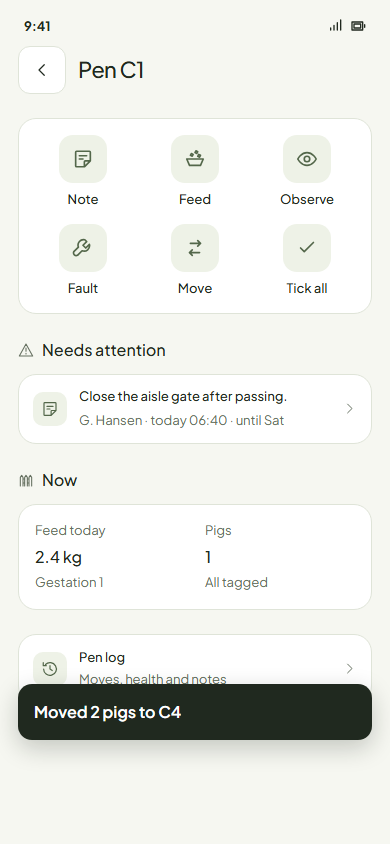 9:41
Pen C1
Note
Feed
Observe
Fault
Move
Tick all
Needs attention
Close the aisle gate after passing.
G. Hansen · today 06:40 · until Sat
Now
Feed today
Pigs
2.4 kg
1
Gestation 1
All tagged
Pen log
Moves, health and notes
Moved 2 pigs to C4